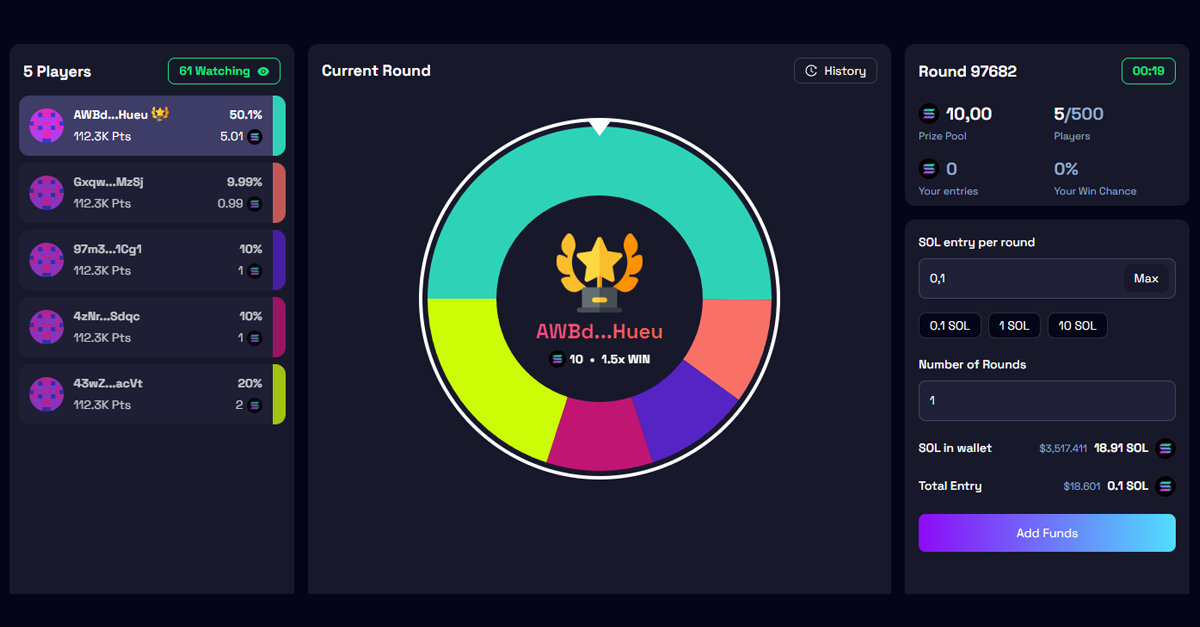 5 Players
61 Watching
AWBd...Hueu
50.1%
112.3K Pts
5.01
Gxqw...MzSj
9.99%
112.3K Pts
0.99
97m3...1Cg1
10%
112.3K Pts
1
4zNr...Sdqc
10%
112.3K Pts
1
43wZ...acVt
20%
112.3K Pts
2
Current Round
History
AWBd...Hueu
10 • 1.5x WIN
Round 97682
00:19
10,00
Prize Pool
5/500
Players
0
Your entries
0%
Your Win Chance
SOL entry per round
0,1
Max
0.1 SOL
1 SOL
10 SOL
Number of Rounds
1
SOL in wallet
$3,517.411 18.91 SOL
Total Entry
$18.601 0.1 SOL
Add Funds